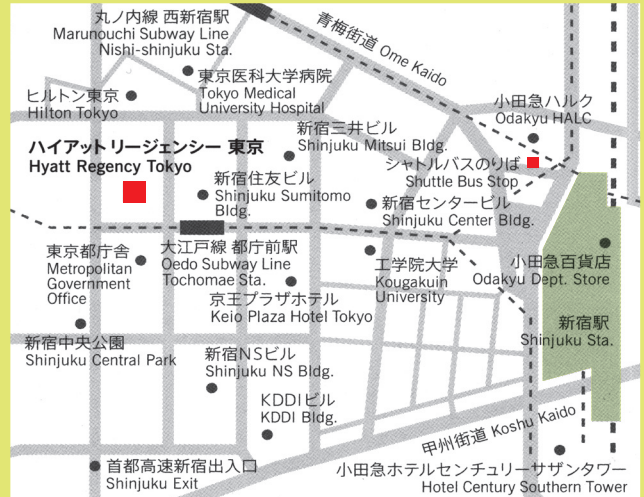 丸ノ内線 西新宿駅
Marunouchi Subway Line
Nishi-shinjuku Sta.
青梅街道 Ome Kaido
東京医科大学病院
Tokyo Medical
University Hospital
ヒルトン東京
Hilton Tokyo
小田急ハルク
Odakyu HALC
新宿三井ビル
Shinjuku Mitsui Bldg.
ハイアット リージェンシー 東京
Hyatt Regency Tokyo
シャトルバスのりば
Shuttle Bus Stop
新宿住友ビル
Shinjuku Sumitomo
Bldg.
新宿センタービル
Shinjuku Center Bldg.
東京都庁舎
Metropolitan
Government
Office
大江戸線 都庁前駅
Oedo Subway Line
Tochomae Sta.
工学院大学
Kougakuin
University
小田急百貨店
Odakyu Dept. Store
京王プラザホテル
Keio Plaza Hotel Tokyo
新宿駅
Shinjuku Sta.
新宿中央公園
Shinjuku Central Park
新宿NSビル
Shinjuku NS Bldg.
KDDIビル
KDDI Bldg.
甲州街道 Koshu Kaido
首都高速新宿出入口
Shinjuku Exit
小田急ホテルセンチュリーサザンタワー
Hotel Century Southern Tower